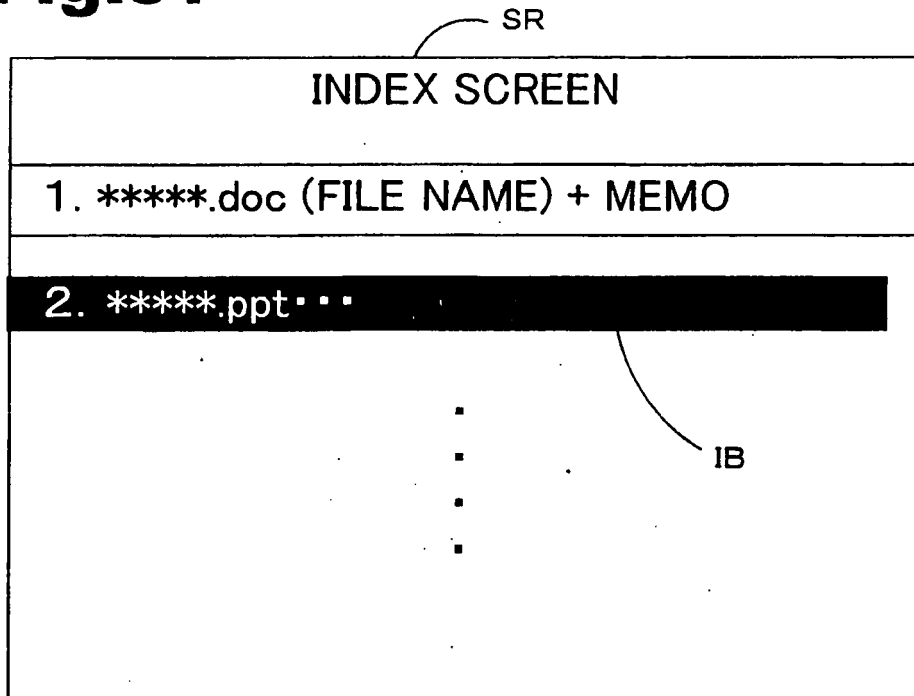 SR
INDEX SCREEN
1. *****.doc (FILE NAME) + MEMO
2. *****.ppt･･･
IB